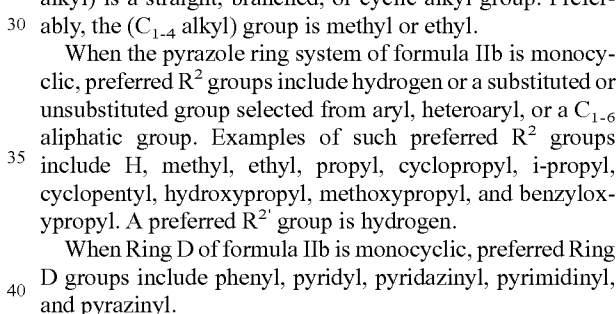 alkyl) is a straight, branched, or cyclic alkyl group. Prefer-
30 ably, the (C1-4 alkyl) group is methyl or ethyl.
When the pyrazole ring system of formula IIb is monocy-
clic, preferred R2 groups include hydrogen or a substituted or
unsubstituted group selected from aryl, heteroaryl, or a C1-6
aliphatic group. Examples of such preferred R2 groups
35 include H, methyl, ethyl, propyl, cyclopropyl, i-propyl,
cyclopentyl, hydroxypropyl, methoxypropyl, and benzylox-
ypropyl. A preferred R2' group is hydrogen.
When Ring D of formula IIb is monocyclic, preferred Ring
D groups include phenyl, pyridyl, pyridazinyl, pyrimidinyl,
40 and pyrazinyl.